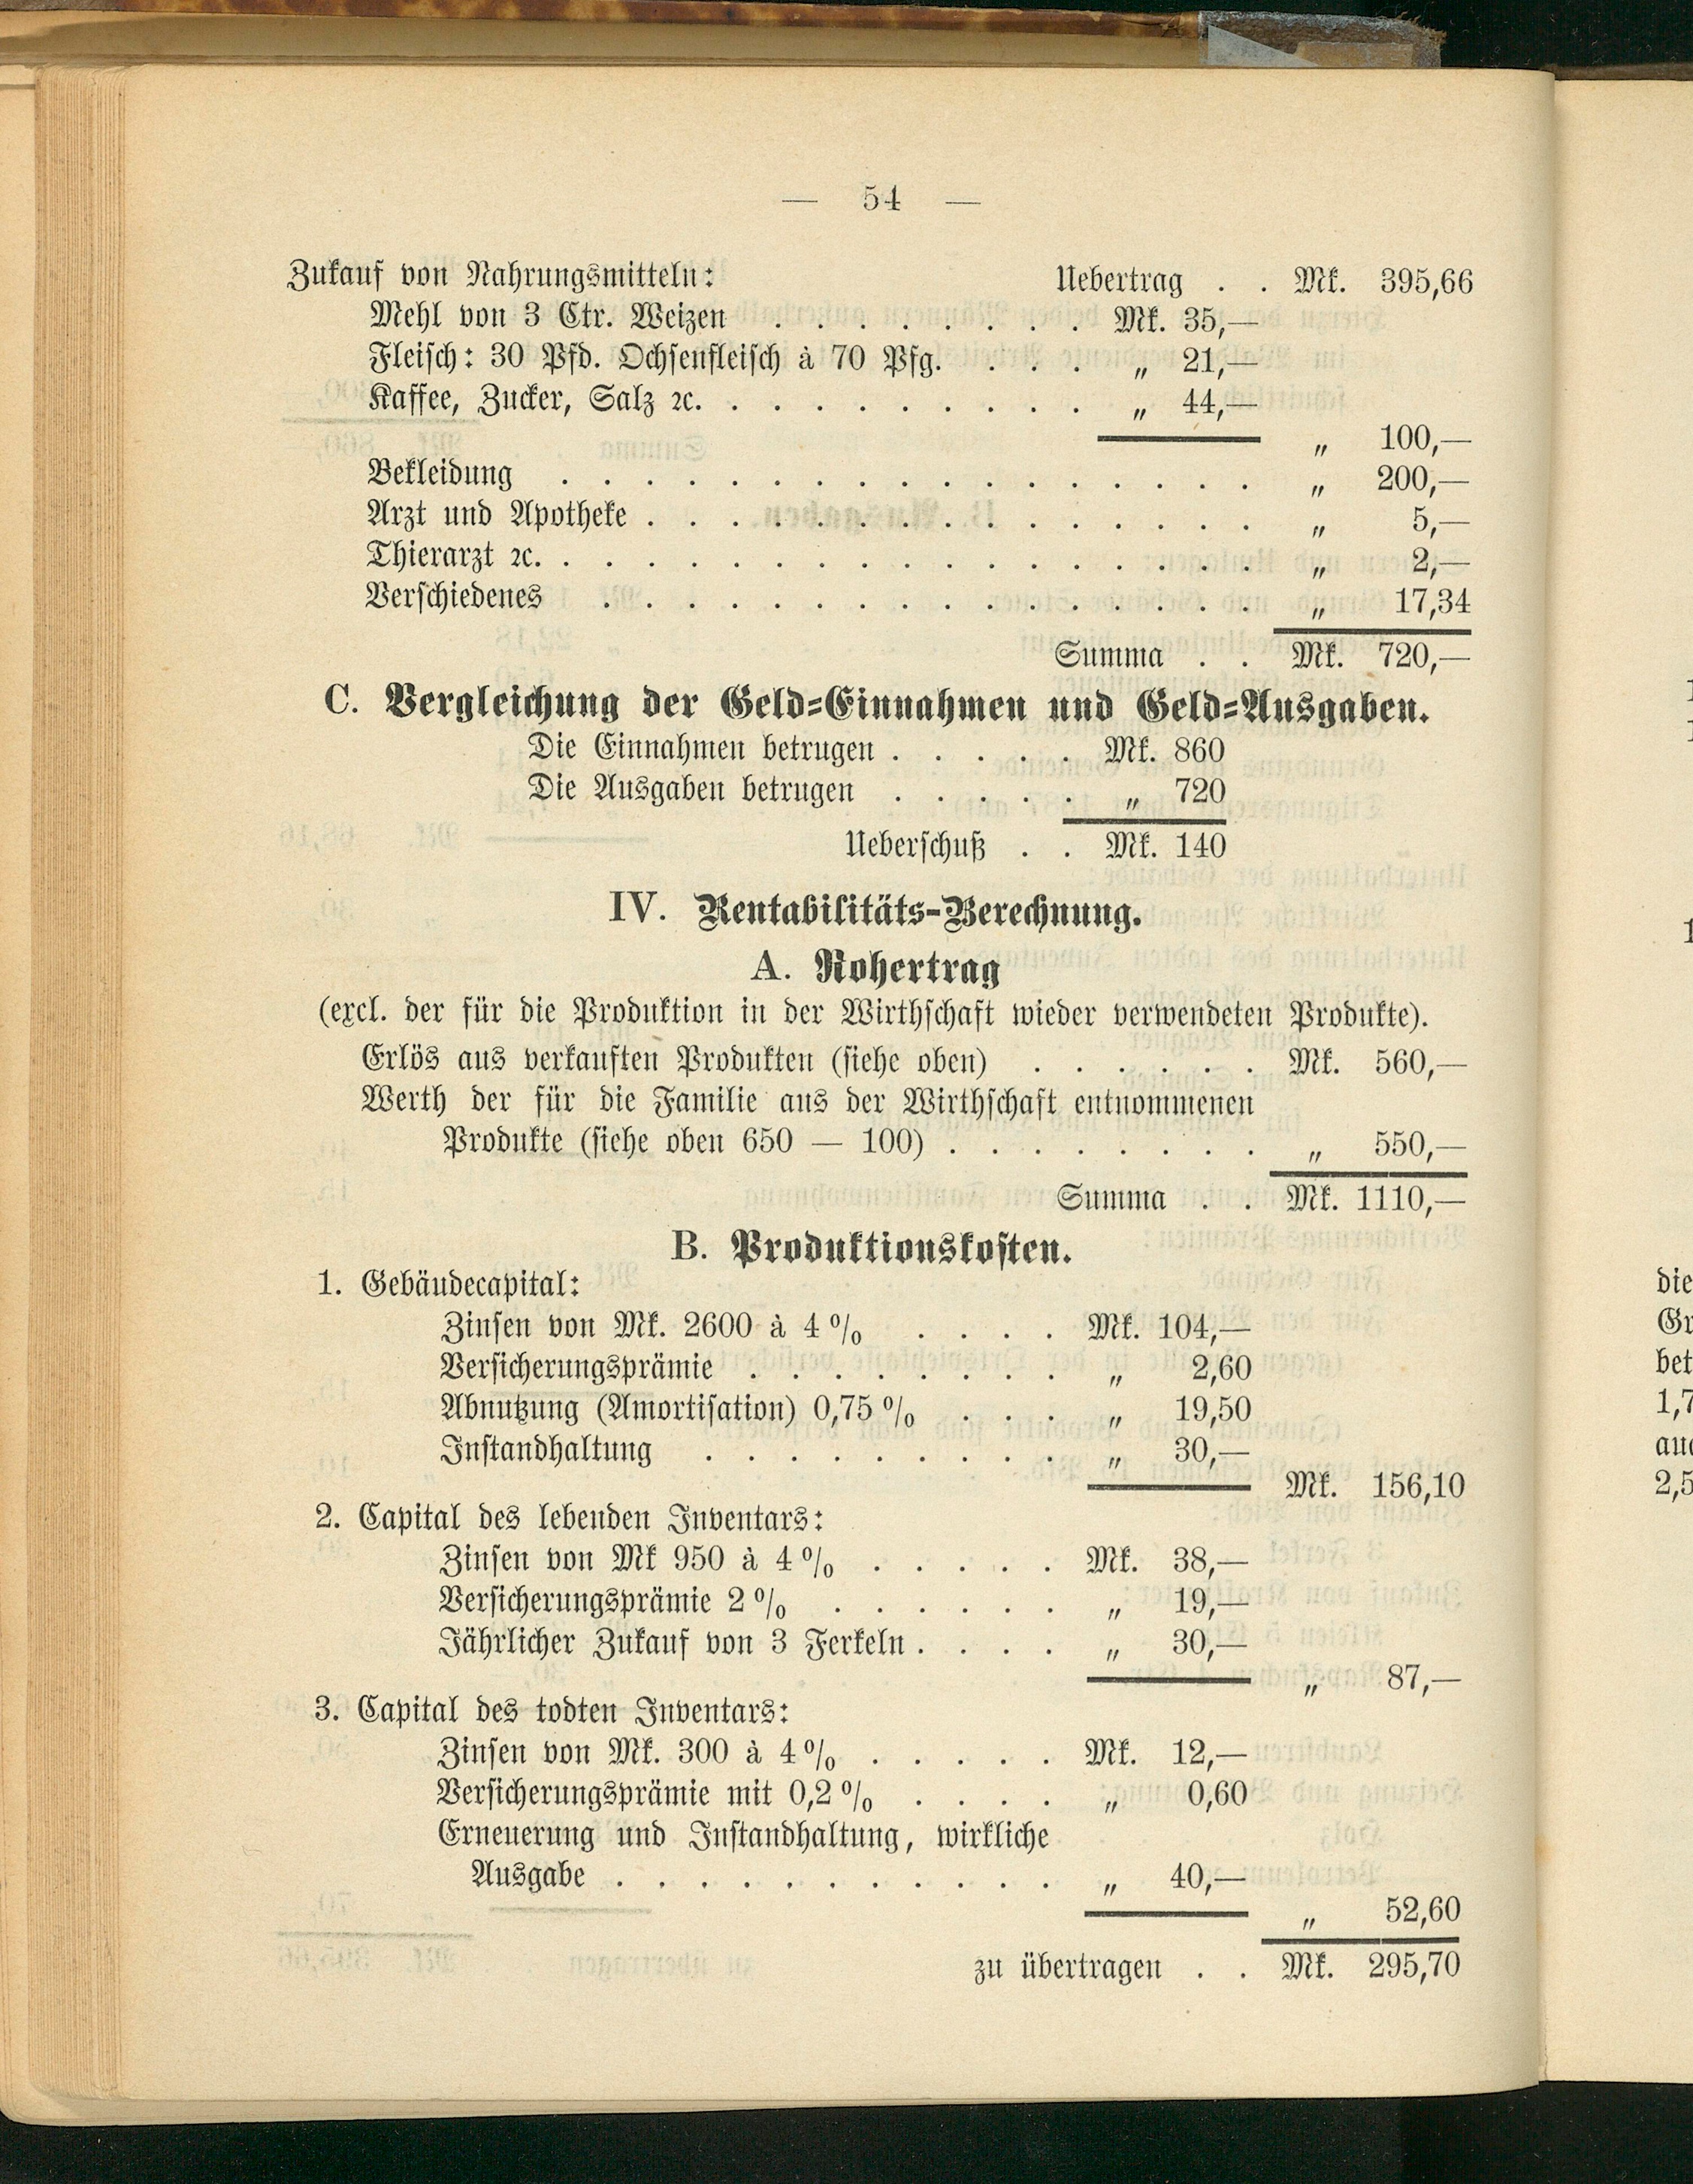 — 54 —
Zukauf von Nahrungsmitteln: Uebertrag . . Mk. 395,66
Mehl von 3 Ctr. Weizen . . . . . . . . Mk. 35,—
Fleisch: 30 Pfd. Ochsenfleisch à 70 Pfg. . . . „ 21,—
Kaffee, Zucker, Salz ꝛc. . . . . . . . . . „ 44,—
„ 100,—
Bekleidung . . . . . . . . . . . . . . . . . „ 200,—
Arzt und Apotheke . . . . . . . . . . . . . . . „ 5,—
Thierarzt ꝛc. . . . . . . . . . . . . . . . . . „ 2,—
Verschiedenes . . . . . . . . . . . . . . . . „ 17,34
Summa . . Mk. 720,—
C. Vergleichung der Geld=Einnahmen und Geld=Ausgaben.
Die Einnahmen betrugen . . . . . Mk. 860
Die Ausgaben betrugen . . . . . „ 720
Ueberschuß . . Mk. 140
IV. Rentabilitäts-Berechnung.
A. Rohertrag
(excl. der für die Produktion in der Wirthschaft wieder verwendeten Produkte).
Erlös aus verkauften Produkten (siehe oben) . . . . . . Mk. 560,—
Werth der für die Familie aus der Wirthschaft entnommenen
Produkte (siehe oben 650 — 100) . . . . . . . . „ 550,—
Summa . . Mk. 1110,—
B. Produktionskosten.
1. Gebäudecapital:
Zinsen von Mk. 2600 à 4 % . . . . Mk. 104,—
Versicherungsprämie . . . . . . . . „ 2,60
Abnutzung (Amortisation) 0,75 % . . . „ 19,50
Instandhaltung . . . . . . . . . „ 30,—
Mk. 156,10
2. Capital des lebenden Inventars:
Zinsen von Mk 950 à 4 % . . . . . Mk. 38,—
Versicherungsprämie 2 % . . . . . . „ 19,—
Jährlicher Zukauf von 3 Ferkeln . . . . „ 30,—
„ 87,—
3. Capital des todten Inventars:
Zinsen von Mk. 300 à 4 % . . . . . Mk. 12,—
Versicherungsprämie mit 0,2 % . . . . „ 0,60
Erneuerung und Instandhaltung, wirkliche
Ausgabe . . . . . . . . . . . „ 40,—
„ 52,60
zu übertragen . . Mk. 295,70
die
bet
1,7
2,5